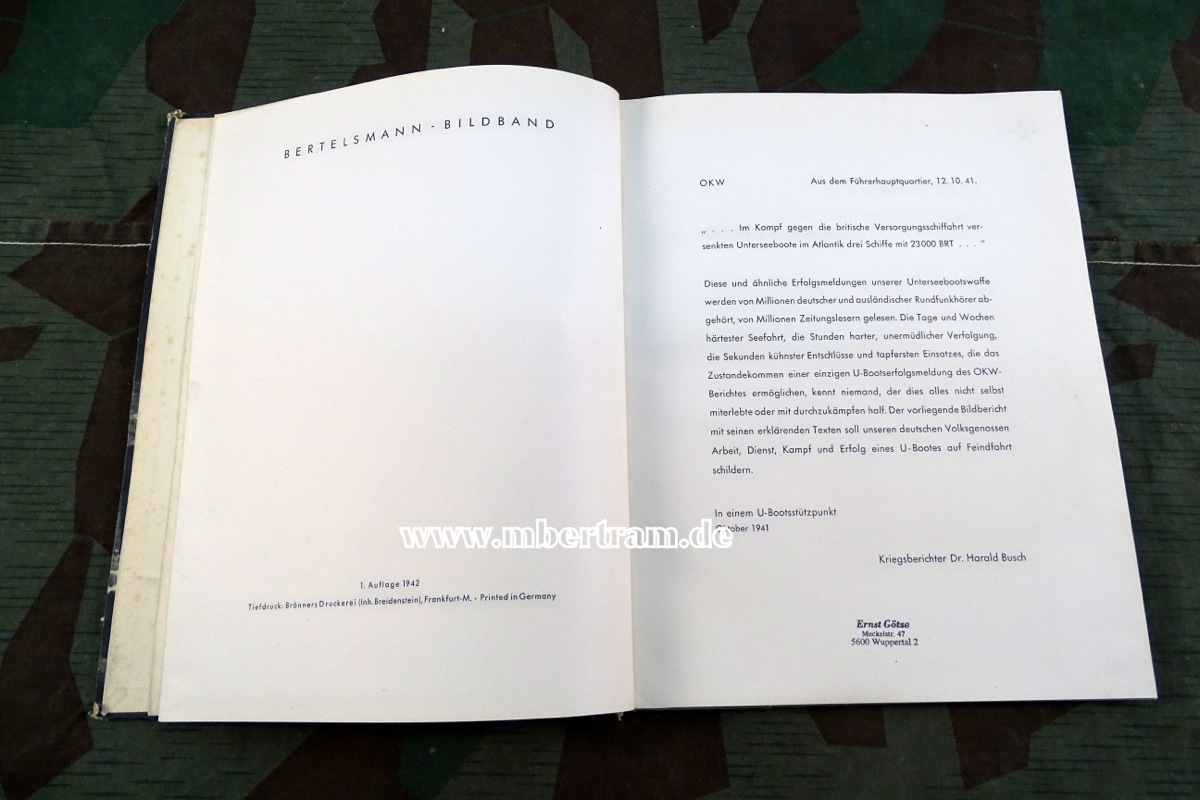 BERTELSMANN - BILDBAND
1. Auflage 1942
Tiefdruck: Brönners Druckerei (Inh. Breidenstein), Frankfurt-M. - Printed in Germany
OKW Aus dem Führerhauptquartier, 12. 10. 41.
„ . . . Im Kampf gegen die britische Versorgungsschiffahrt ver-
senkten Unterseeboote im Atlantik drei Schiffe mit 23000 BRT . . . "
Diese und ähnliche Erfolgsmeldungen unserer Unterseebootswaffe
werden von Millionen deutscher und ausländischer Rundfunkhörer ab-
gehört, von Millionen Zeitungslesern gelesen. Die Tage und Wochen
härtester Seefahrt, die Stunden harter, unermüdlicher Verfolgung,
die Sekunden kühnster Entschlüsse und tapfersten Einsatzes, die das
Zustandekommen einer einzigen U-Bootserfolgsmeldung des OKW-
Berichtes ermöglichen, kennt niemand, der dies alles nicht selbst
miterlebte oder mit durchzukämpfen half. Der vorliegende Bildbericht
mit seinen erklärenden Texten soll unseren deutschen Volksgenossen
Arbeit, Dienst, Kampf und Erfolg eines U-Bootes auf Feindfahrt
schildern.
In einem U-Bootsstützpunkt
Oktober 1941
Kriegsberichter Dr. Harald Busch
Ernst Götze
Meckelstr. 47
5600 Wuppertal 2
www.mbertram.de